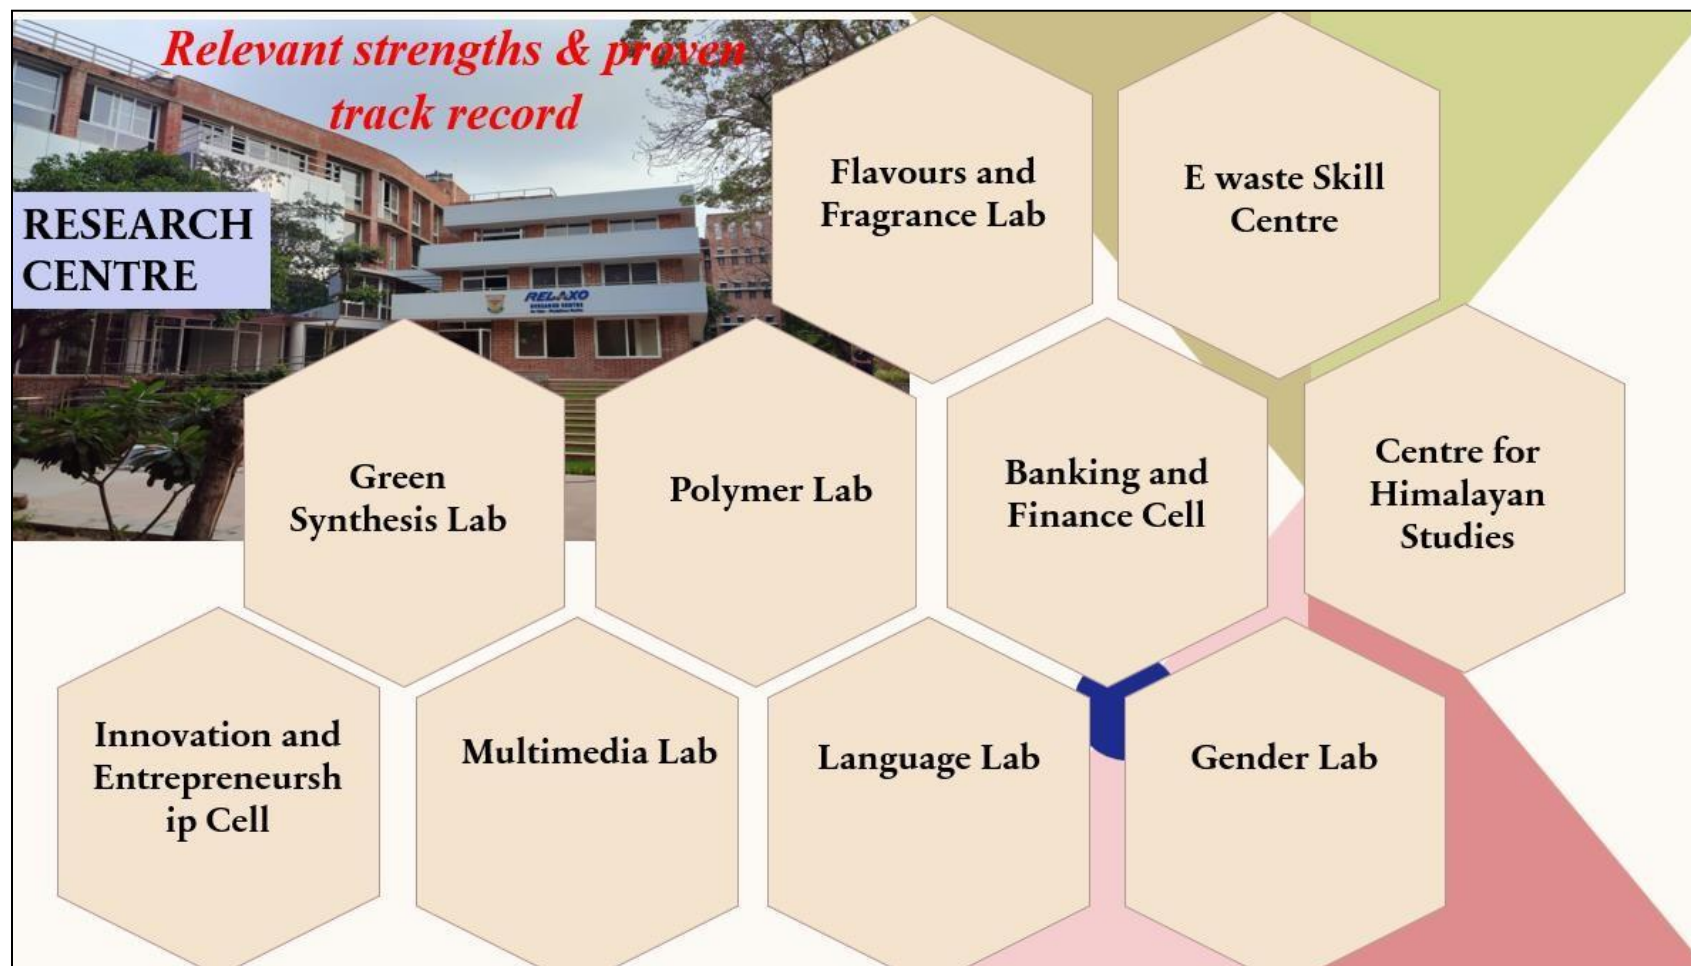 Relevant strengths & proven
track record
RESEARCH
CENTRE
RELAXO
RESEARCH CENTRE
Flavours and
Fragrance Lab
E waste Skill
Centre
Green
Synthesis Lab
Polymer Lab
Banking and
Finance Cell
Centre for
Himalayan
Studies
Innovation and
Entrepreneursh
ip Cell
Multimedia Lab
Language Lab
Gender Lab